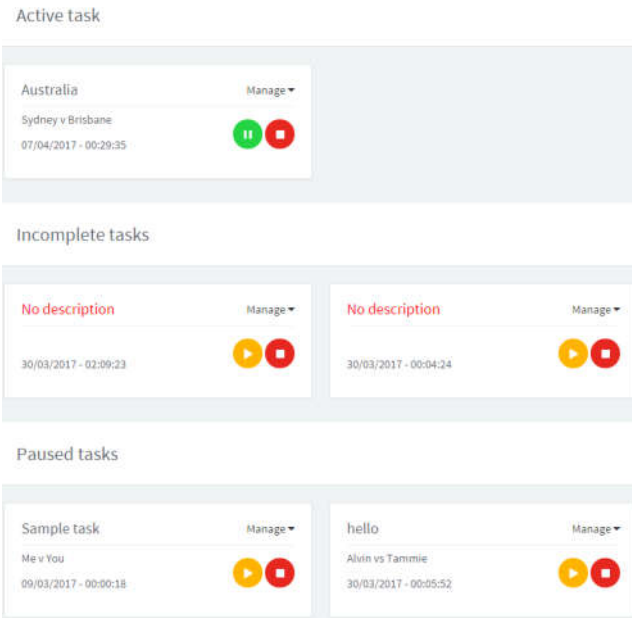 Active task
Australia Manage
Sydney v Brisbane
07/04/2017 - 00:29:35
Incomplete tasks
No description Manage No description Manage
30/03/2017 - 02:09:23 30/03/2017 - 00:04:24
Paused tasks
Sample task Manage hello Manage
Me v You Alvin vs Tammie
09/03/2017 - 00:00:18 30/03/2017 - 00:05:52